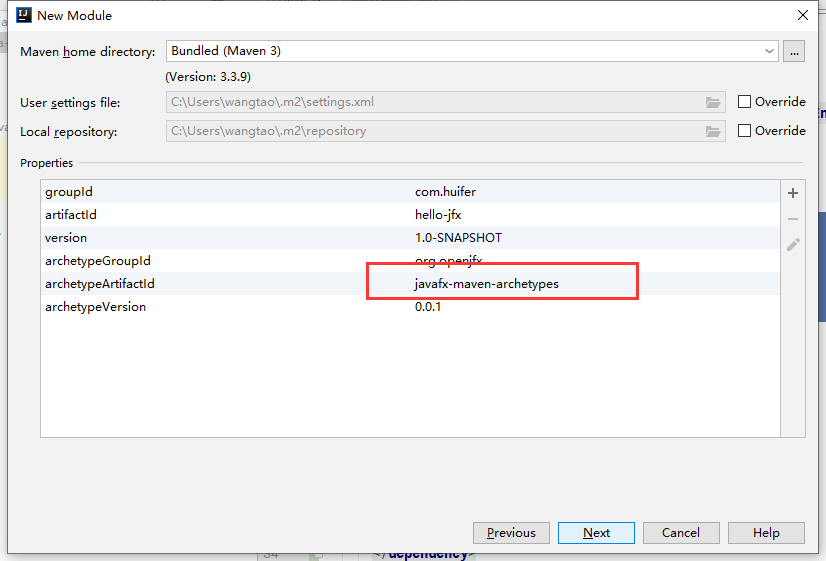 New Module
Maven home directory: Bundled (Maven 3) ...
(Version: 3.3.9)
User settings file: C:\Users\wangtao\.m2\settings.xml Override
Local repository: C:\Users\wangtao\.m2\repository Override
Properties
groupId com.huifer
artifactId hello-jfx
version 1.0-SNAPSHOT
archetypeGroupId org.openjfx
archetypeArtifactId javafx-maven-archetypes
archetypeVersion 0.0.1
Previous Next Cancel Help
34 </dependency>